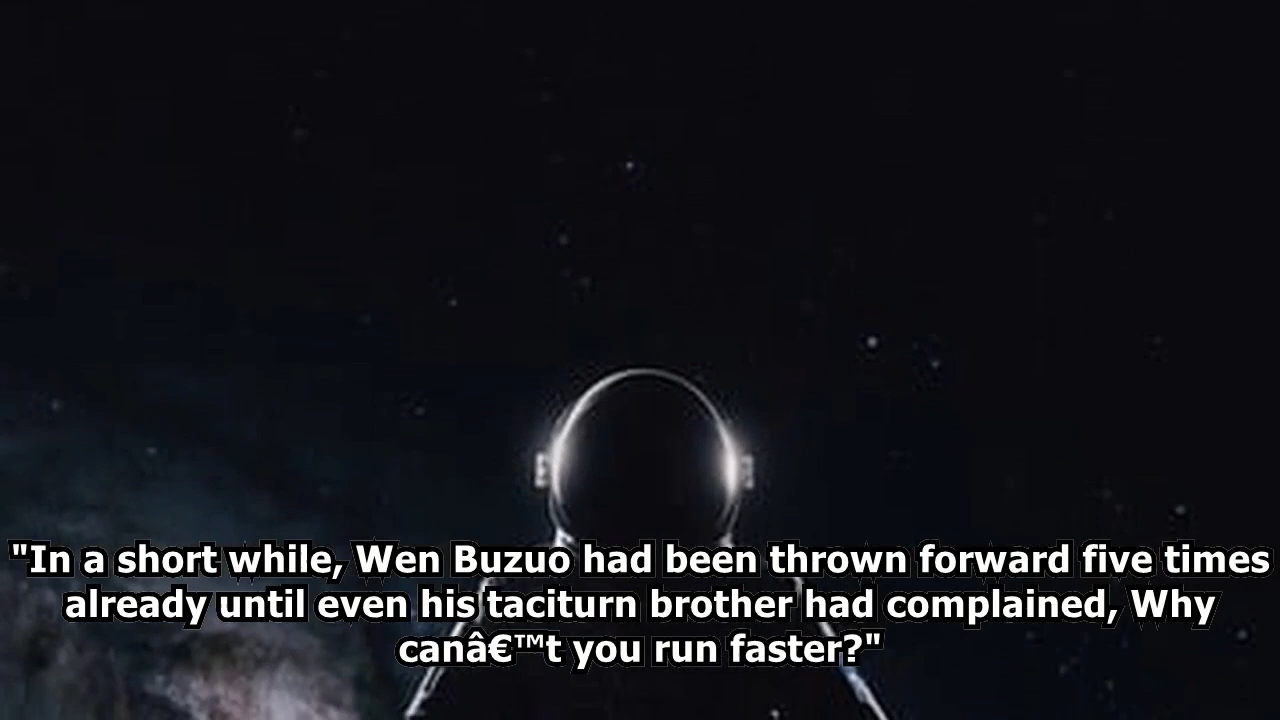 "In a short while, Wen Buzuo had been thrown forward five times
already until even his taciturn brother had complained, Why
canâ€™t you run faster?"